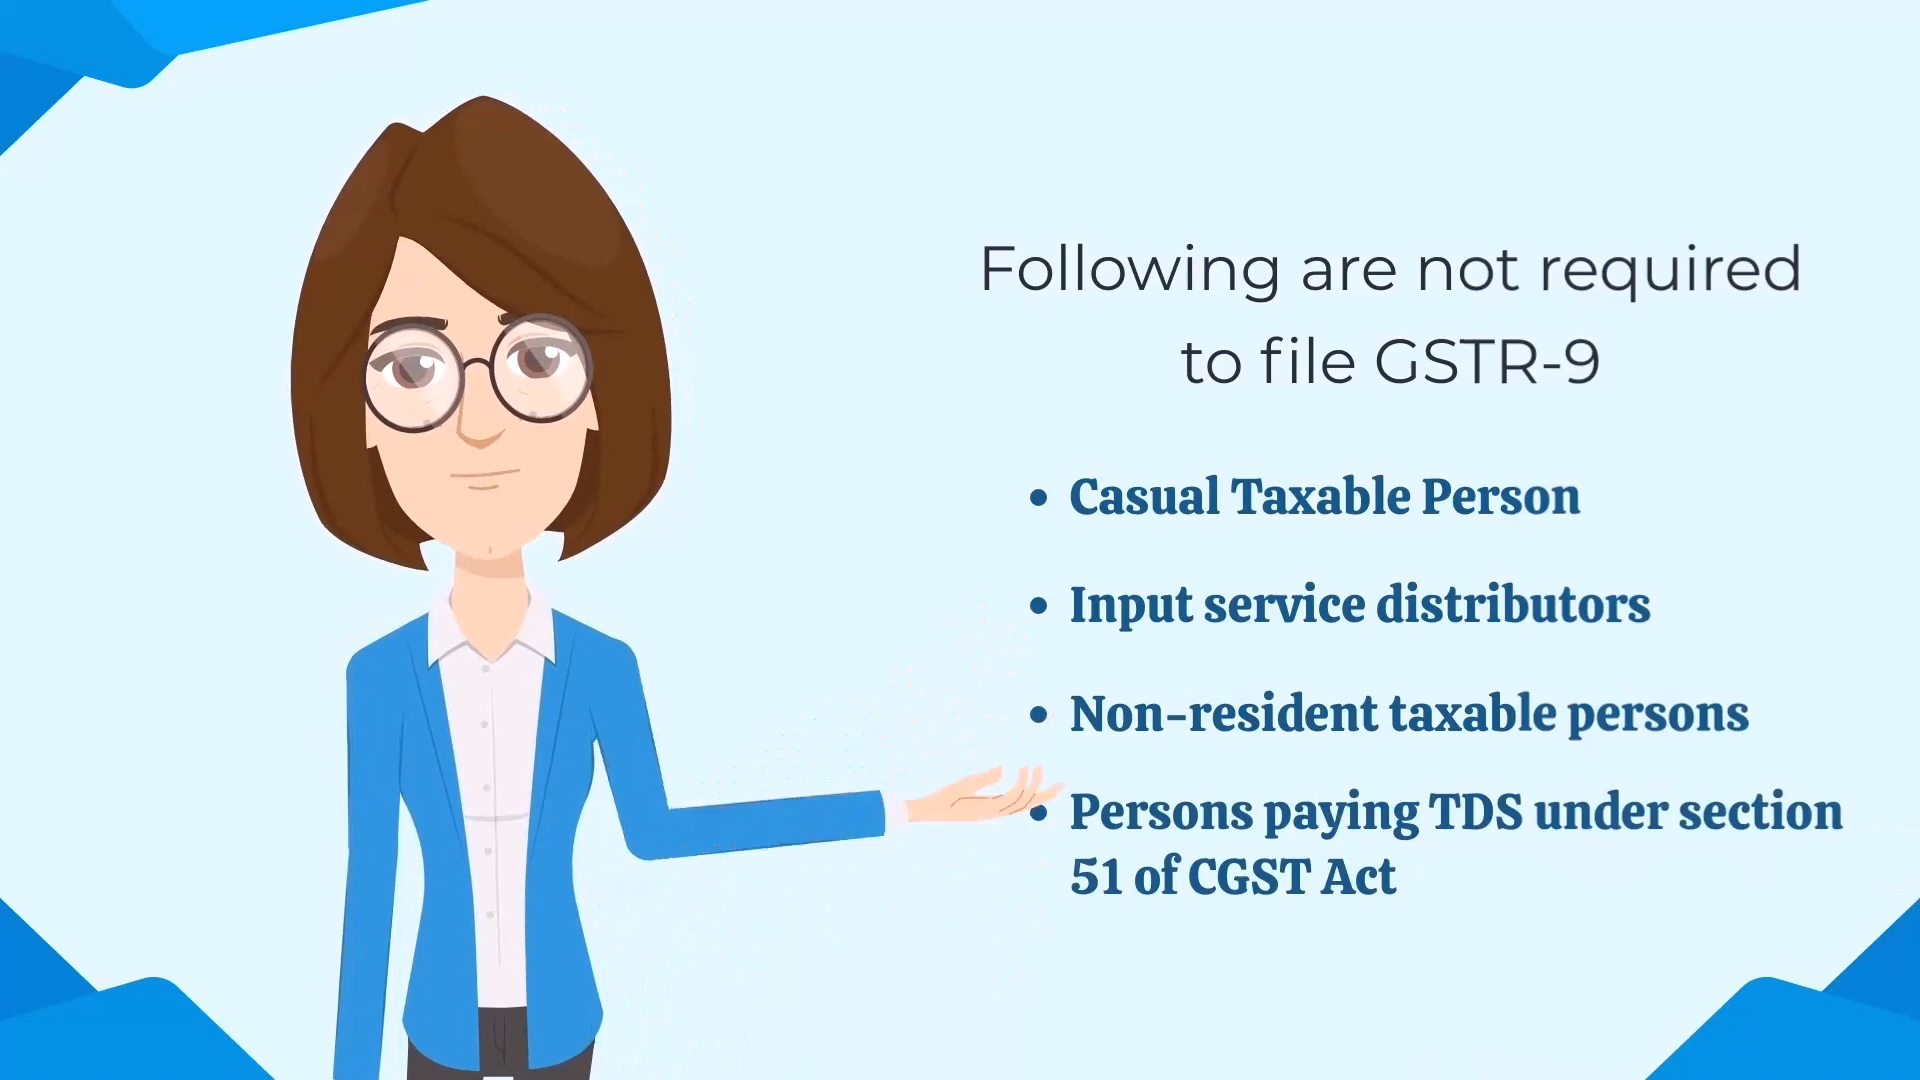 Following are not required
to file GSTR-9
• Casual Taxable Person
• Input service distributors
• Non-resident taxable persons
• Persons paying TDS under section
51 of CGST Act